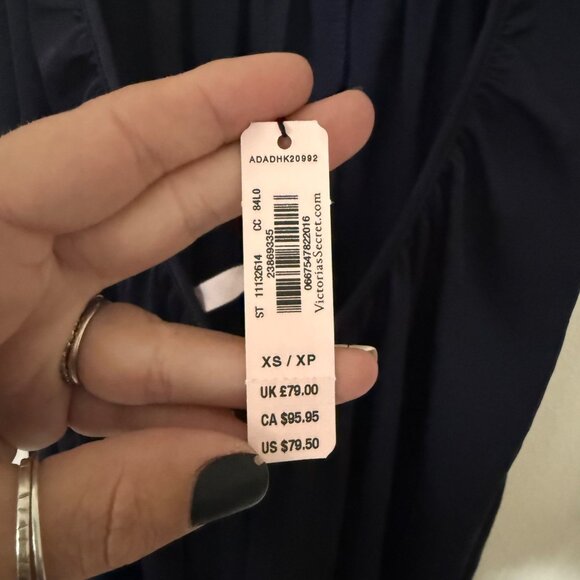 ADADHK20992
ST 11132614 CC 84L0
23869335
0667547822016
VictoriasSecret.com
XS / XP
UK £79.00
CA $95.95
US $79.50